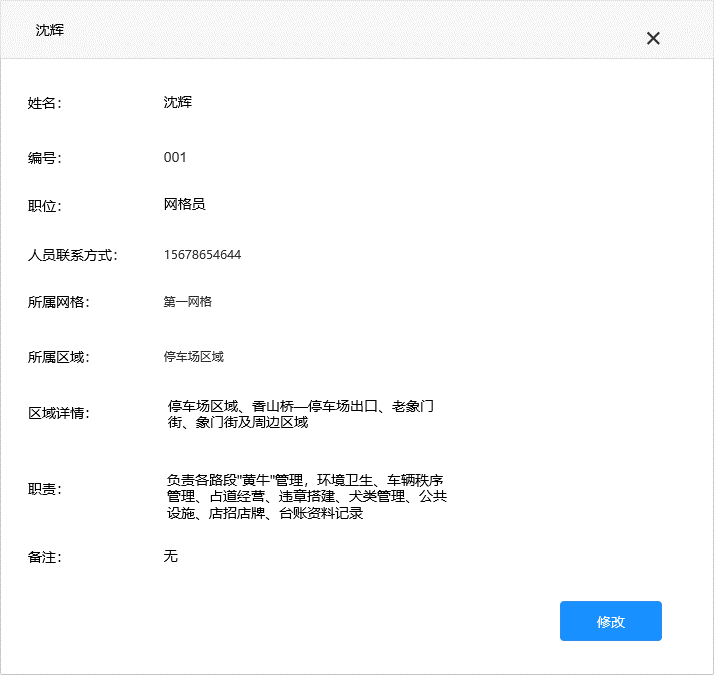 沈辉
姓名： 沈辉
编号： 001
职位： 网格员
人员联系方式： 15678654644
所属网格： 第一网格
所属区域： 停车场区域
区域详情： 停车场区域、香山桥—停车场出口、老象门
街、象门街及周边区域
职责： 负责各路段"黄牛"管理，环境卫生、车辆秩序
管理、占道经营、违章搭建、犬类管理、公共
设施、店招店牌、台账资料记录
备注： 无
修改